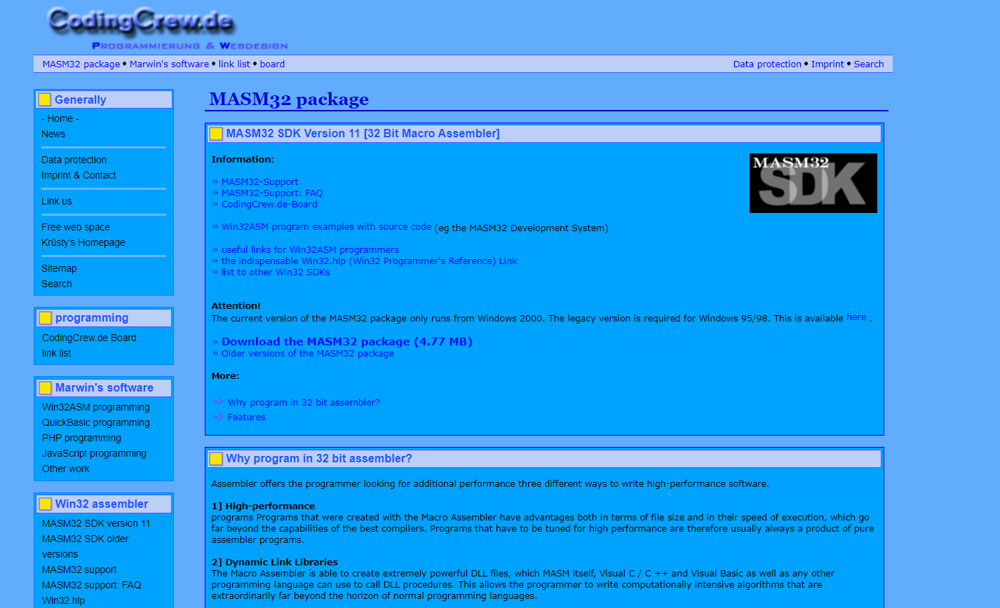 CodingCrew.de
PROGRAMMIERUNG & WEBDESIGN
MASM32 package • Marwin's software • link list • board
Data protection • Imprint • Search
Generally
- Home -
News
Data protection
Imprint & Contact
Link us
Free web space
Krüsty's Homepage
Sitemap
Search
programming
CodingCrew.de Board
link list
Marwin's software
Win32ASM programming
QuickBasic programming
PHP programming
JavaScript programming
Other work
Win32 assembler
MASM32 SDK version 11
MASM32 SDK older
versions
MASM32 support
MASM32 support: FAQ
Win32.hlp
MASM32 package
MASM32 SDK Version 11 [32 Bit Macro Assembler]
Information:
MASM32
SDK
» MASM32-Support
» MASM32-Support: FAQ
» CodingCrew.de-Board
» Win32ASM program examples with source code (eg the MASM32 Development System)
» useful links for Win32ASM programmers
» the indispensable Win32.hlp (Win32 Programmer's Reference) Link
» list to other Win32 SDKs
Attention!
The current version of the MASM32 package only runs from Windows 2000. The legacy version is required for Windows 95/98. This is available here .
» Download the MASM32 package (4.77 MB)
» Older versions of the MASM32 package
More:
Why program in 32 bit assembler?
Features
Why program in 32 bit assembler?
Assembler offers the programmer looking for additional performance three different ways to write high-performance software.
1] High-performance
programs Programs that were created with the Macro Assembler have advantages both in terms of file size and in their speed of execution, which go
far beyond the capabilities of the best compilers. Programs that have to be tuned for high performance are therefore usually always a product of pure
assembler programs.
2] Dynamic Link Libraries
The Macro Assembler is able to create extremely powerful DLL files, which MASM itself, Visual C / C ++ and Visual Basic as well as any other
programming language can use to call DLL procedures. This allows the programmer to write computationally intensive algorithms that are
extraordinarily far beyond the horizon of normal programming languages.